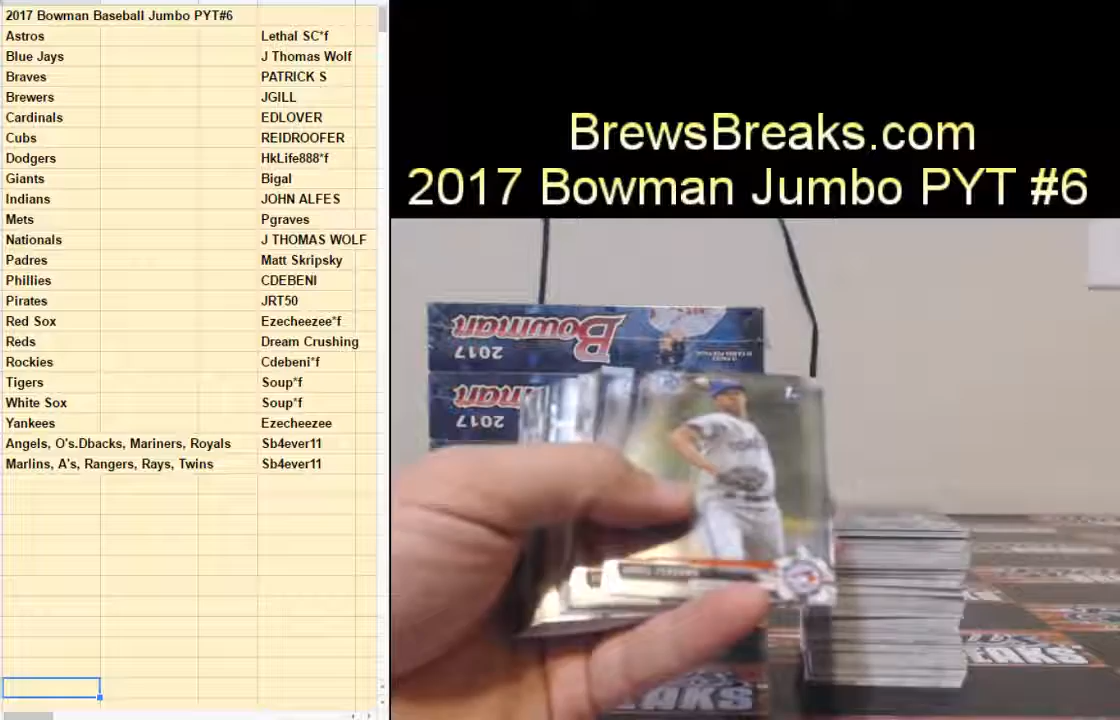 2017 Bowman Baseball Jumbo PYT#6
Astros Lethal SC*f
Blue Jays J Thomas Wolf
Braves PATRICK S
Brewers JGILL
Cardinals EDLOVER
Cubs REIDROOFER
Dodgers HkLife888*f
Giants Bigal
Indians JOHN ALFES
Mets Pgraves
Nationals J THOMAS WOLF
Padres Matt Skripsky
Phillies CDEBENI
Pirates JRT50
Red Sox Ezecheezee*f
Reds Dream Crushing
Rockies Cdebeni*f
Tigers Soup*f
White Sox Soup*f
Yankees Ezecheezee
Angels, O's.Dbacks, Mariners, Royals Sb4ever11
Marlins, A's, Rangers, Rays, Twins Sb4ever11
BrewsBreaks.com
2017 Bowman Jumbo PYT #6
Bowman
2017
2017